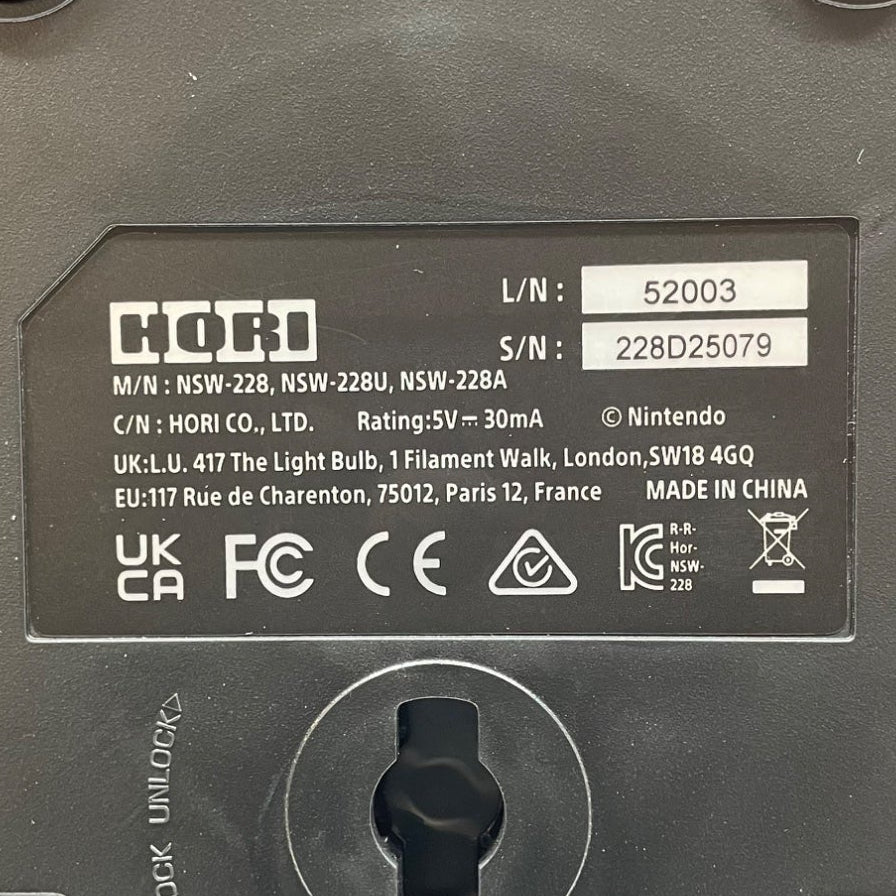 L/N : 52003
HORI
S/N : 228D25079
M/N : NSW-228, NSW-228U, NSW-228A
C/N : HORI CO., LTD. Rating:5V⎓30mA © Nintendo
UK:L.U. 417 The Light Bulb, 1 Filament Walk, London,SW18 4GQ
EU:117 Rue de Charenton, 75012, Paris 12, France MADE IN CHINA
UK
CA
FC
CE
R-R-
Hor-
NSW-
228
UNLOCK